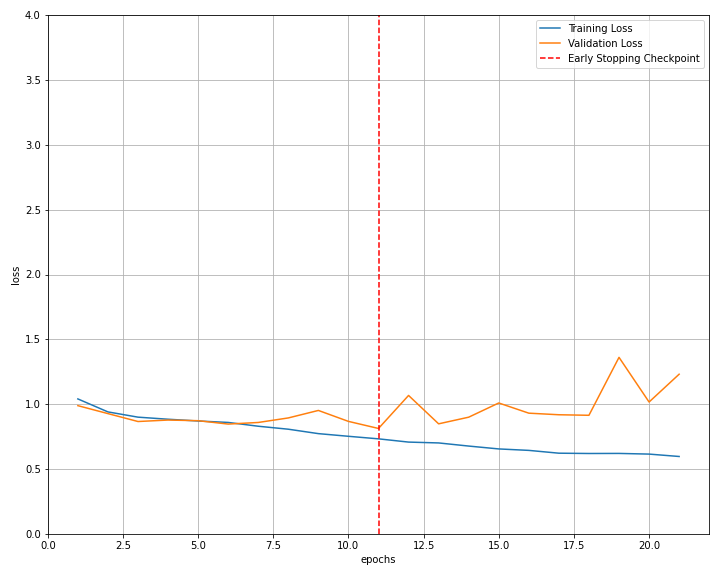 4.0
3.5
3.0
2.5
2.0
1.5
1.0
0.5
0.0
loss
Training Loss
Validation Loss
Early Stopping Checkpoint
0.0 2.5 5.0 7.5 10.0 12.5 15.0 17.5 20.0
epochs